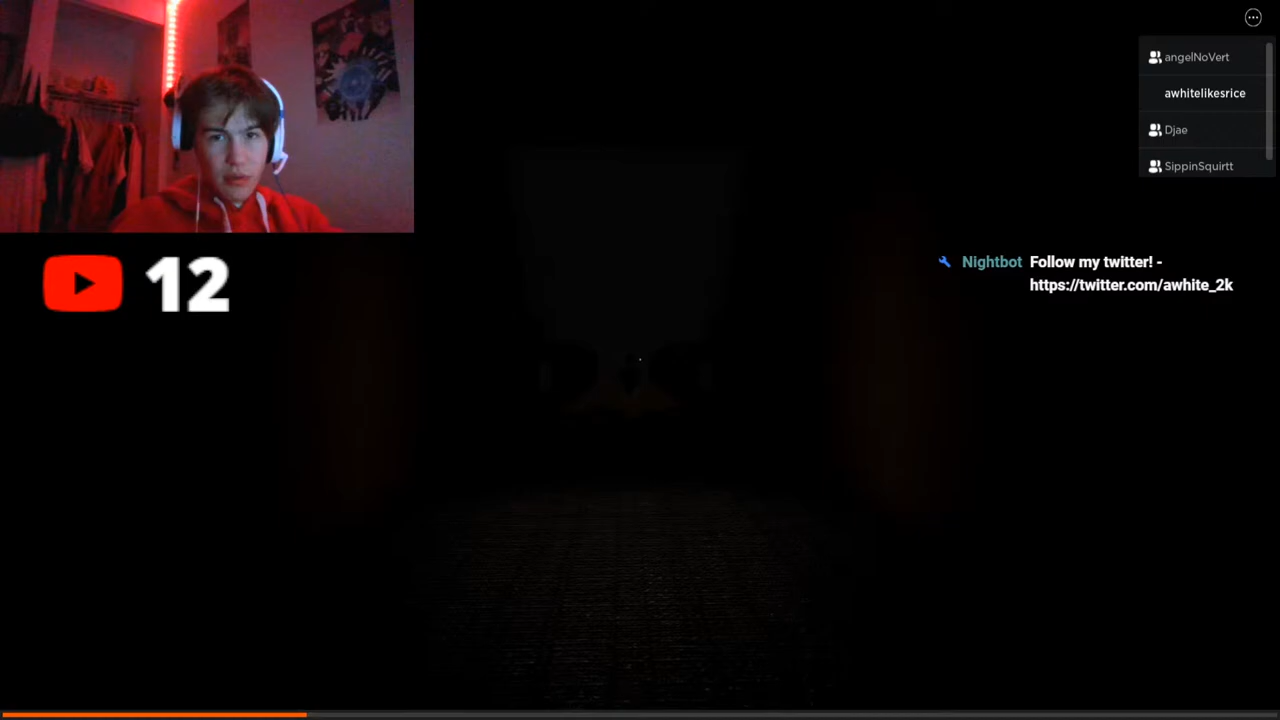 angelNoVert
awhitelikesrice
Djae
SippinSquirtt
12
Nightbot Follow my twitter! -
https://twitter.com/awhite_2k